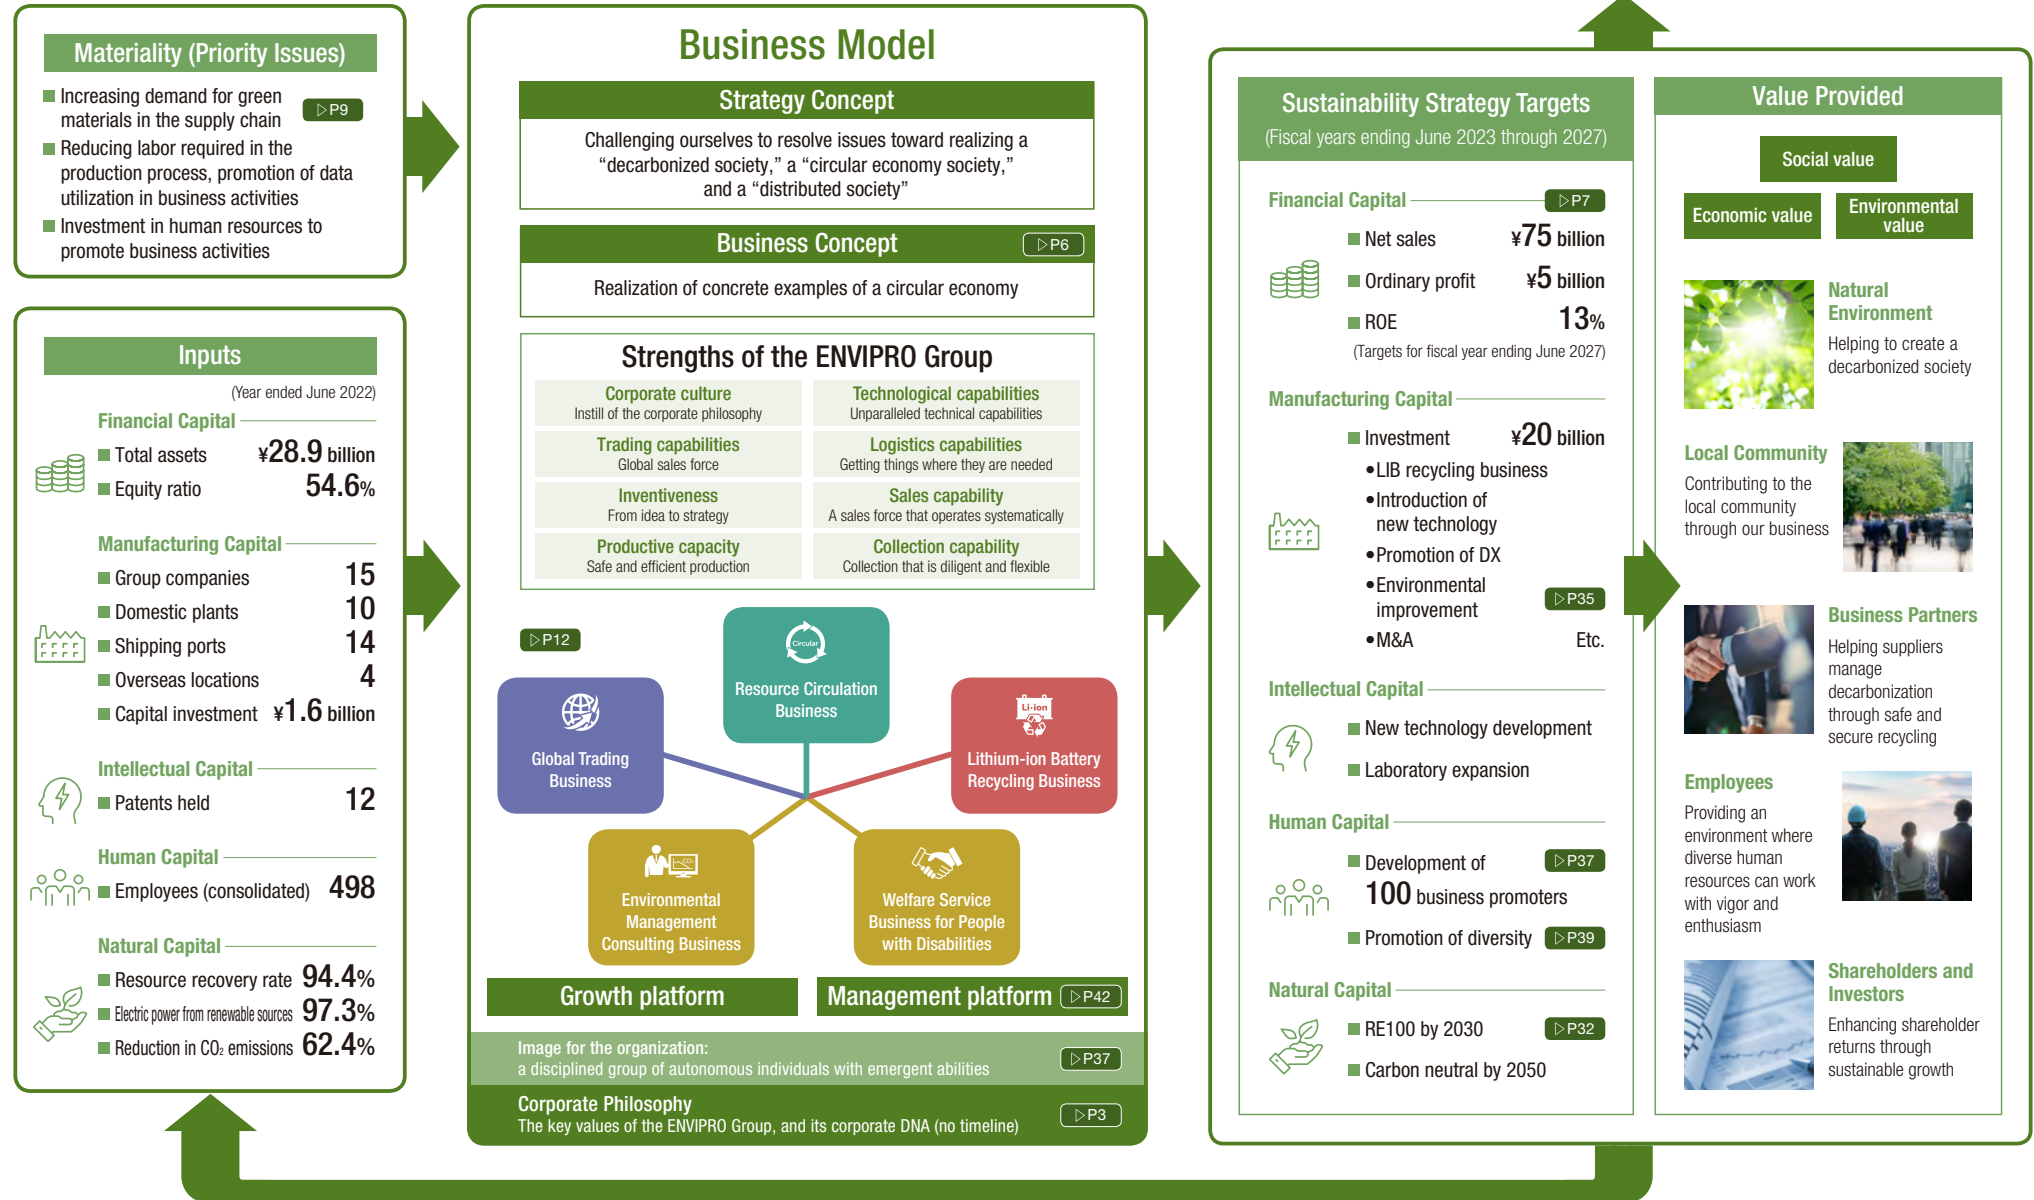 Materiality (Priority Issues)
Increasing demand for green
materials in the supply chain
▷P9
Reducing labor required in the
production process, promotion of data
utilization in business activities
Investment in human resources to
promote business activities
Inputs
(Year ended June 2022)
Financial Capital
Total assets ¥28.9 billion
Equity ratio 54.6%
Manufacturing Capital
Group companies 15
Domestic plants 10
Shipping ports 14
Overseas locations 4
Capital investment ¥1.6 billion
Intellectual Capital
Patents held 12
Human Capital
Employees (consolidated) 498
Natural Capital
Resource recovery rate 94.4%
Electric power from renewable sources 97.3%
Reduction in CO₂ emissions 62.4%
Business Model
Strategy Concept
Challenging ourselves to resolve issues toward realizing a
“decarbonized society,” a “circular economy society,”
and a “distributed society”
Business Concept ▷P6
Realization of concrete examples of a circular economy
Strengths of the ENVIPRO Group
Corporate culture
Instill of the corporate philosophy
Technological capabilities
Unparalleled technical capabilities
Trading capabilities
Global sales force
Logistics capabilities
Getting things where they are needed
Inventiveness
From idea to strategy
Sales capability
A sales force that operates systematically
Productive capacity
Safe and efficient production
Collection capability
Collection that is diligent and flexible
▷P12
Circular
Resource Circulation
Business
Global Trading
Business
Li-ion
Lithium-ion Battery
Recycling Business
CO₂
Environmental
Management
Consulting Business
Welfare Service
Business for People
with Disabilities
Growth platform
Management platform ▷P42
Image for the organization:
a disciplined group of autonomous individuals with emergent abilities
▷P37
Corporate Philosophy
The key values of the ENVIPRO Group, and its corporate DNA (no timeline)
▷P3
Sustainability Strategy Targets
(Fiscal years ending June 2023 through 2027)
Financial Capital ▷P7
Net sales ¥75 billion
Ordinary profit ¥5 billion
ROE 13%
(Targets for fiscal year ending June 2027)
Manufacturing Capital
Investment ¥20 billion
•LIB recycling business
•Introduction of
new technology
•Promotion of DX
•Environmental
improvement ▷P35
•M&A Etc.
Intellectual Capital
New technology development
Laboratory expansion
Human Capital
Development of ▷P37
100 business promoters
Promotion of diversity ▷P39
Natural Capital
RE100 by 2030 ▷P32
Carbon neutral by 2050
Value Provided
Social value
Economic value
Environmental
value
Natural
Environment
Helping to create a
decarbonized society
Local Community
Contributing to the
local community
through our business
Business Partners
Helping suppliers
manage
decarbonization
through safe and
secure recycling
Employees
Providing an
environment where
diverse human
resources can work
with vigor and
enthusiasm
Shareholders and
Investors
Enhancing shareholder
returns through
sustainable growth